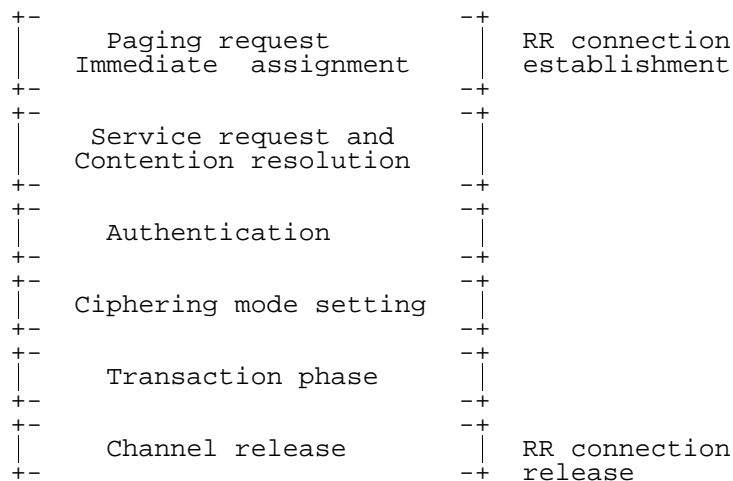 +- -+
Paging request RR connection
Immediate assignment establishment
+- -+
+- -+
Service request and
Contention resolution
+- -+
+- -+
Authentication
+- -+
+- -+
Ciphering mode setting
+- -+
+- -+
Transaction phase
+- -+
+- -+
Channel release RR connection
+- -+ release